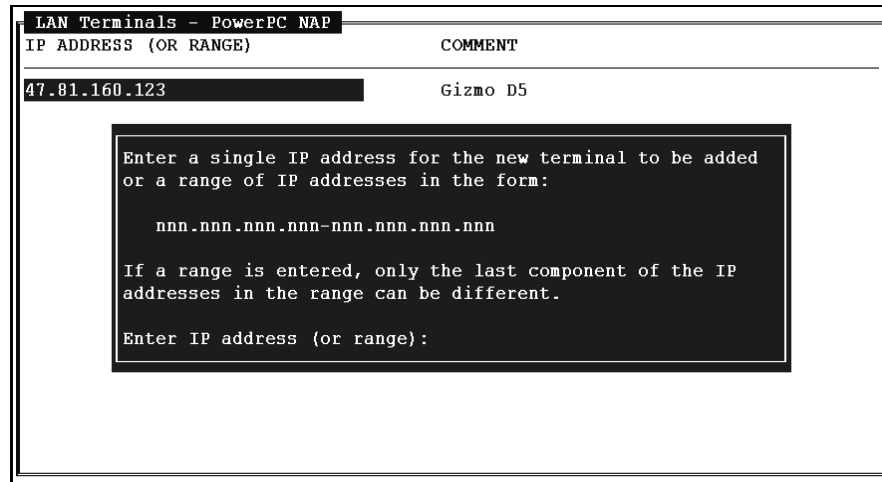 LAN Terminals - PowerPC NAP
IP ADDRESS (OR RANGE) COMMENT
47.81.160.123 Gizmo D5
Enter a single IP address for the new terminal to be added
or a range of IP addresses in the form:
nnn.nnn.nnn.nnn-nnn.nnn.nnn.nnn
If a range is entered, only the last component of the IP
addresses in the range can be different.
Enter IP address (or range):